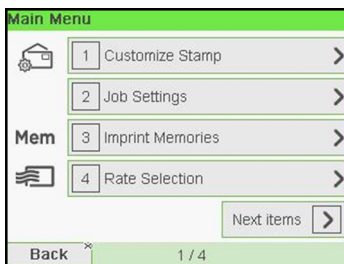 Main Menu
1 Customize Stamp
2 Job Settings
Mem 3 Imprint Memories
4 Rate Selection
Next items
Back 1 / 4